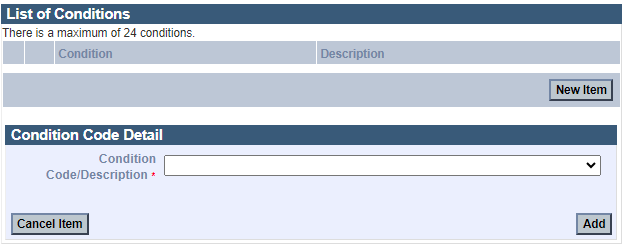 List of Conditions
There is a maximum of 24 conditions.
Condition Description
New Item
Condition Code Detail
Condition
Code/Description *
Cancel Item Add